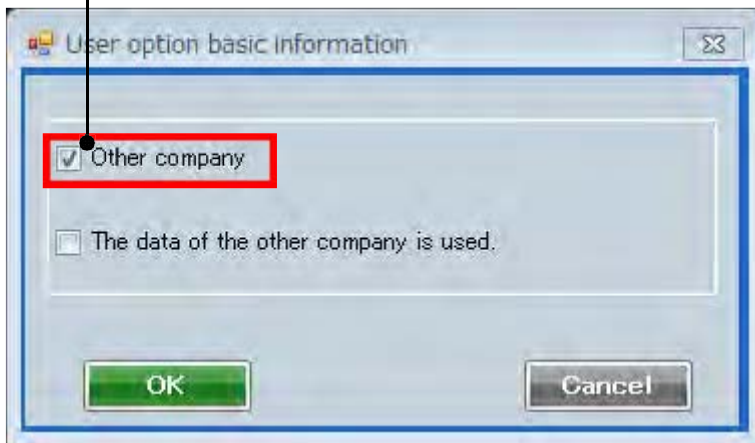 User option basic information
Other company
The data of the other company is used.
OK
Cancel